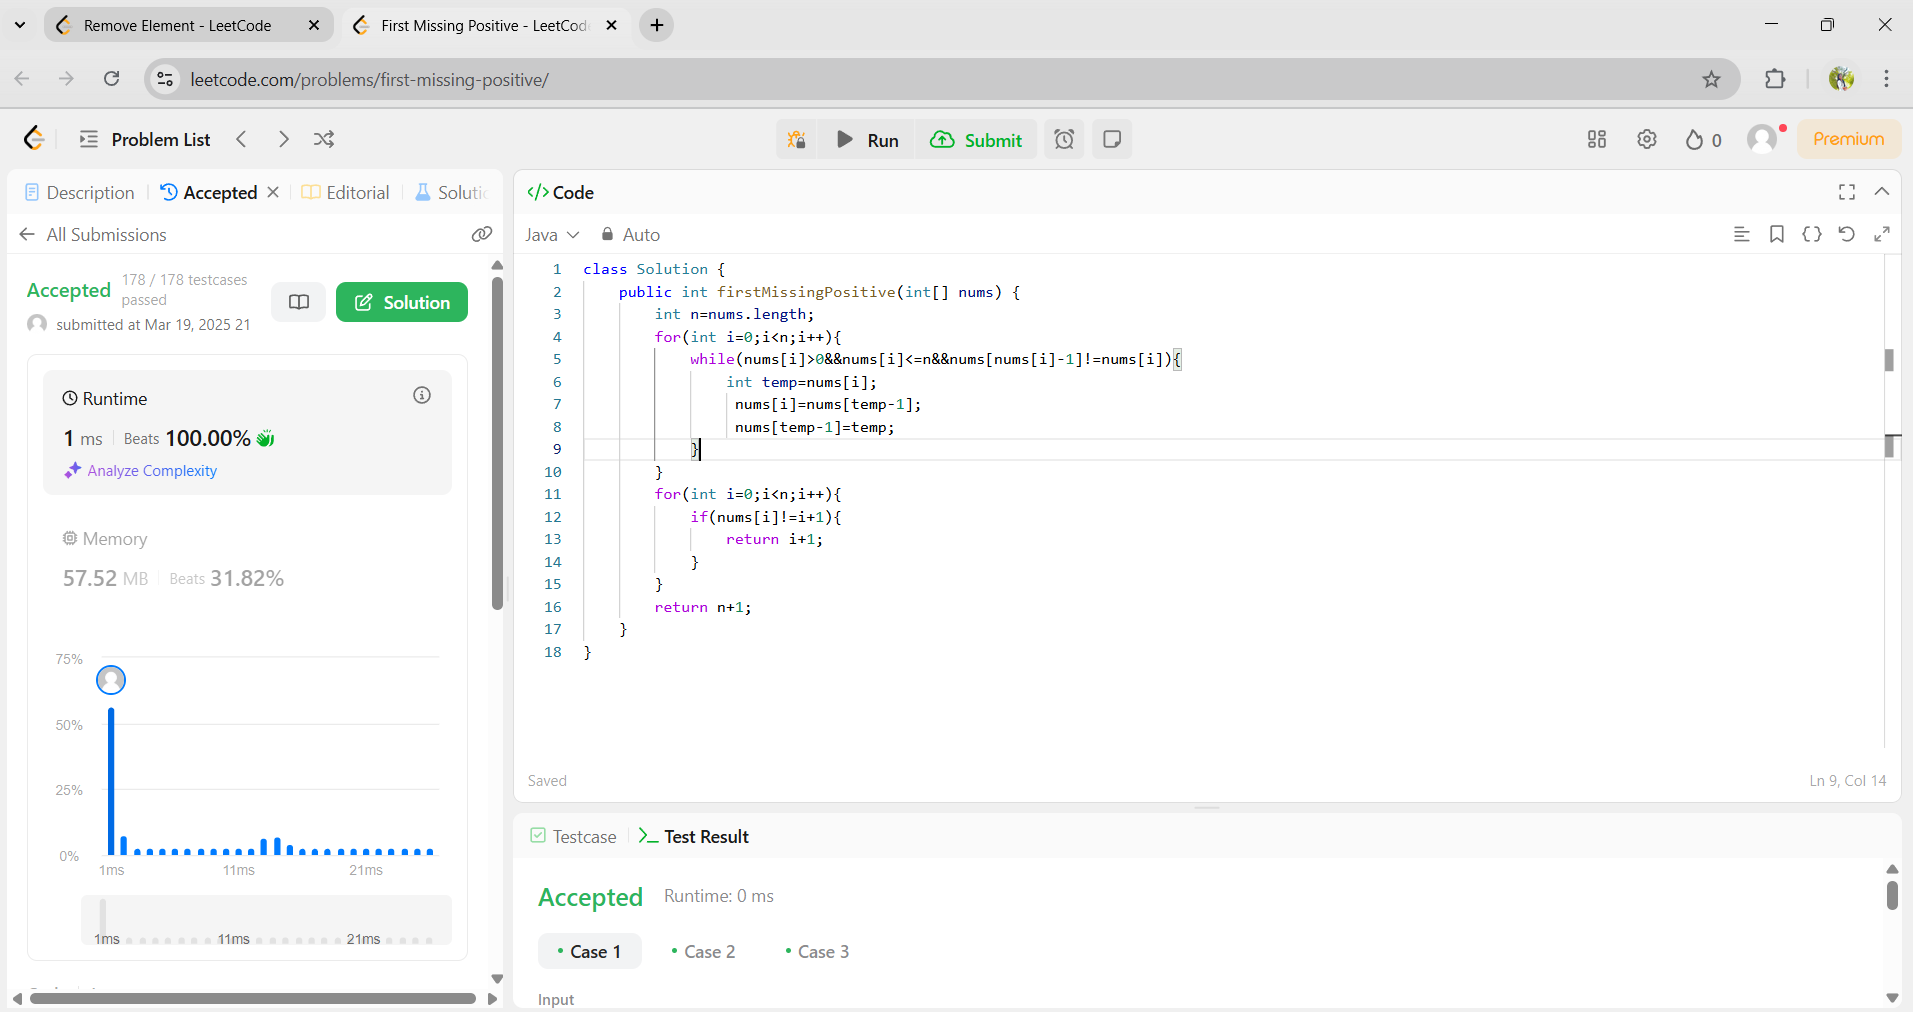 Remove Element - LeetCode
First Missing Positive - LeetCode
leetcode.com/problems/first-missing-positive/
Problem List
Run
Submit
0
Premium
Description
Accepted
Editorial
Solutio
All Submissions
Accepted
178 / 178 testcases
passed
submitted at Mar 19, 2025 21
Solution
Runtime
1 ms
Beats 100.00%
Analyze Complexity
Memory
57.52 MB
Beats 31.82%
75%
50%
25%
0%
1ms
11ms
21ms
1ms
11ms
21ms
</> Code
Java
Auto
1 class Solution {
2     public int firstMissingPositive(int[] nums) {
3         int n=nums.length;
4         for(int i=0;i<n;i++){
5             while(nums[i]>0&&nums[i]<=n&&nums[nums[i]-1]!=nums[i]){
6                 int temp=nums[i];
7                  nums[i]=nums[temp-1];
8                  nums[temp-1]=temp;
9             }
10         }
11         for(int i=0;i<n;i++){
12             if(nums[i]!=i+1){
13                 return i+1;
14             }
15         }
16         return n+1;
17     }
18 }
Saved
Ln 9, Col 14
Testcase
Test Result
Accepted
Runtime: 0 ms
Case 1
Case 2
Case 3
Input